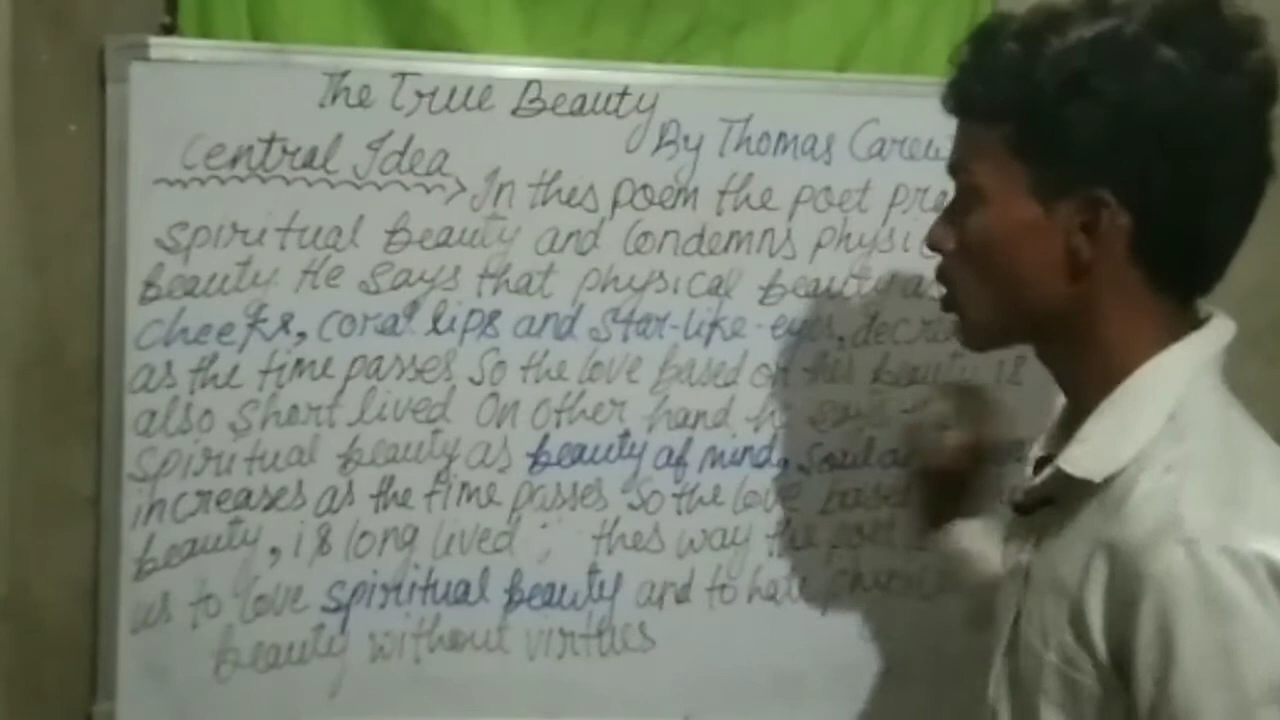 The True Beauty
By Thomas Carew
Central Idea
In thes poem the poet
spiritual beauty and Condemns
beauty. He says that physical beauty as
cheeks, coral lips and Star-like-eyes,
as the time passes So the love based on this beauty is
also Short lived On other hand
spiritual beauty as beauty of mind, Soul
increases as the time passes So the love based
beauty, is long lived thes way the poet
us to love spiritual beauty and to hate
beauty without virtues